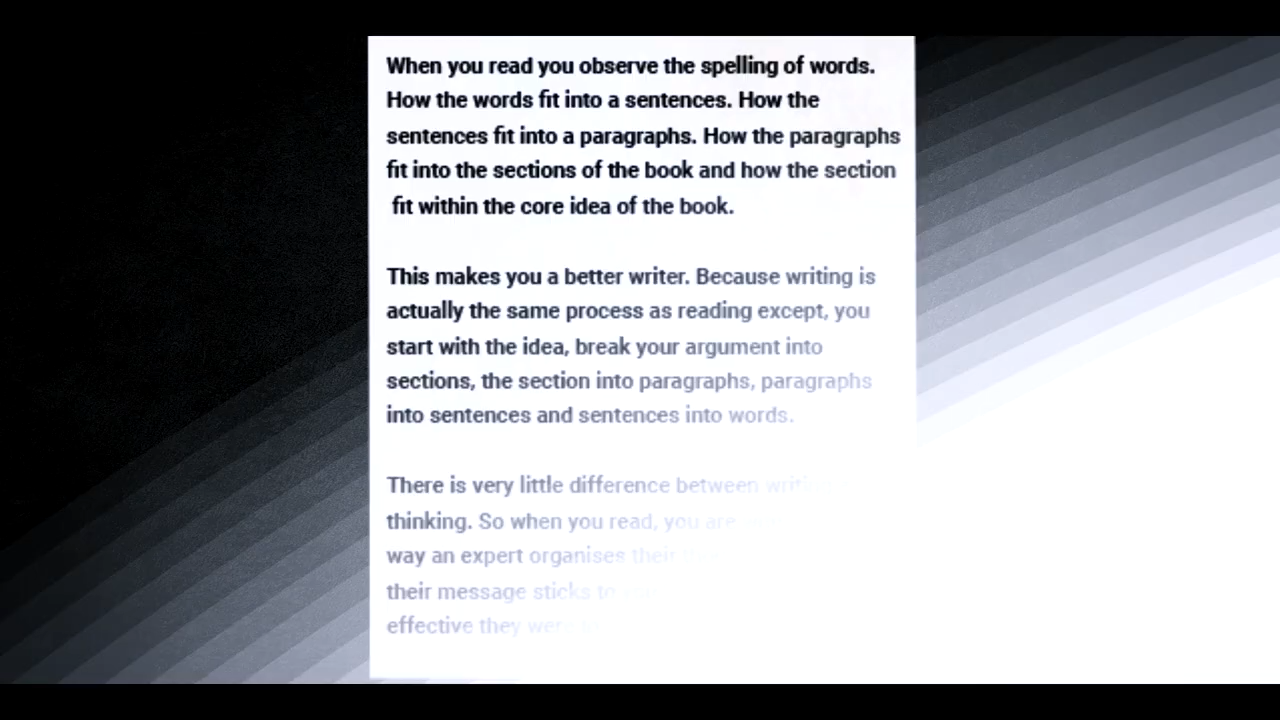 When you read you observe the spelling of words.
How the words fit into a sentences. How the
sentences fit into a paragraphs. How the paragraphs
fit into the sections of the book and how the section
fit within the core idea of the book.
This makes you a better writer. Because writing is
actually the same process as reading except, you
start with the idea, break your argument into
sections, the section into paragraphs, paragraphs
into sentences and sentences into words.
There is very little difference between writing
thinking. So when you read, you are
way an expert organises their
their message sticks to
effective they were